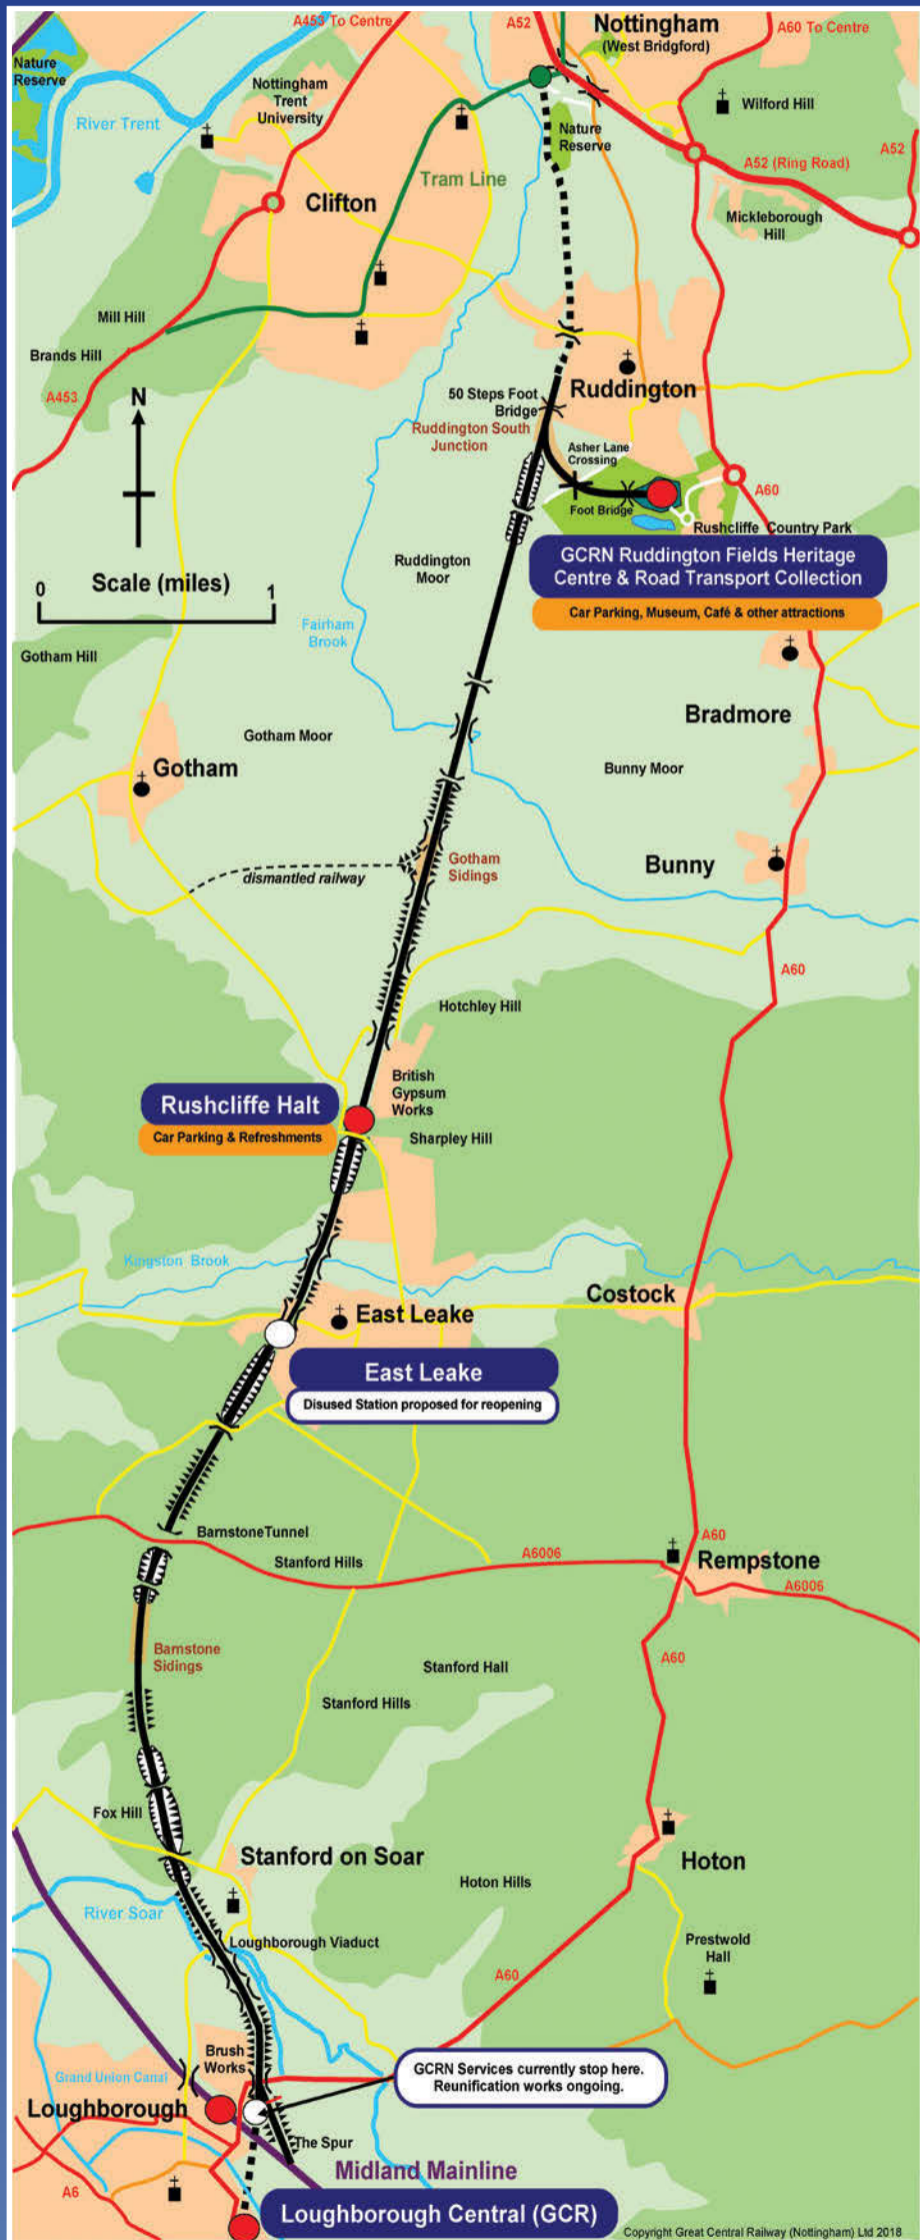 A453 To Centre
A52
Nottingham
(West Bridgford)
A60 To Centre
Nature
Reserve
Nottingham
Trent
University
Wilford Hill
River Trent
Nature
Reserve
A52 (Ring Road)
A52
Tram Line
Clifton
Mickleborough
Hill
Mill Hill
Brands Hill
A453
N
50 Steps Foot
Bridge
Ruddington
Ruddington South
Junction
Asher Lane
Crossing
A60
Foot Bridge
Rushcliffe Country Park
Ruddington
Moor
GCRN Ruddington Fields Heritage
Centre & Road Transport Collection
Car Parking, Museum, Café & other attractions
Scale (miles)
0 1
Fairham
Brook
Gotham Hill
Bradmore
Gotham Moor
Gotham
Bunny Moor
Gotham
Sidings
Bunny
dismantled railway
A60
Hotchley Hill
British
Gypsum
Works
Rushcliffe Halt
Car Parking & Refreshments
Sharpley Hill
Kingston Brook
Costock
East Leake
East Leake
Disused Station proposed for reopening
Barnstone Tunnel
Stanford Hills
A6006
A60
Rempstone
A6006
Barnstone
Sidings
Stanford Hall
A60
Stanford Hills
Fox Hill
Stanford on Soar
Hoton
Hoton Hills
River Soar
Loughborough Viaduct
Prestwold
Hall
A60
Brush
Works
GCRN Services currently stop here.
Reunification works ongoing.
Grand Union Canal
Loughborough
The Spur
Midland Mainline
A6
Loughborough Central (GCR)
Copyright Great Central Railway (Nottingham) Ltd 2018